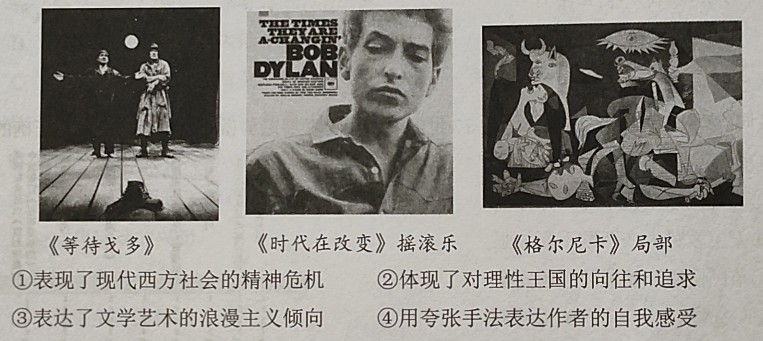 THE TIMES
THEY ARE
A-CHANGIN'
BOB
DYLAN
《等待戈多》
《时代在改变》摇滚乐
《格尔尼卡》局部
①表现了现代西方社会的精神危机
②体现了对理性王国的向往和追求
③表达了文学艺术的浪漫主义倾向
④用夸张手法表达作者的自我感受